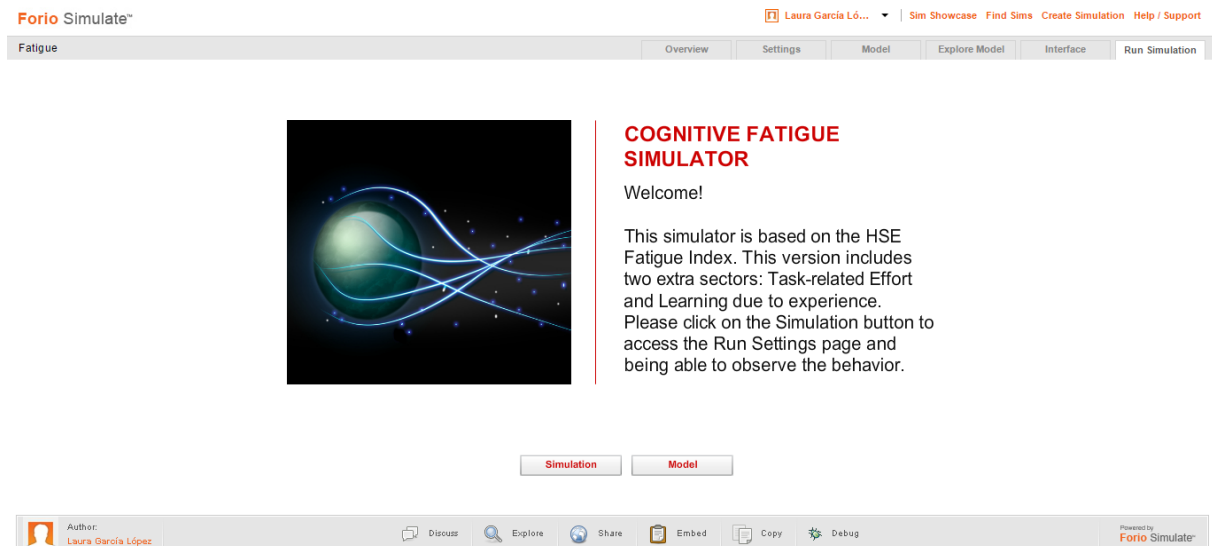 Forio Simulate™
Laura García Ló...
Sim Showcase Find Sims Create Simulation Help / Support
Fatigue
Overview Settings Model Explore Model Interface Run Simulation
COGNITIVE FATIGUE
SIMULATOR
Welcome!
This simulator is based on the HSE
Fatigue Index. This version includes
two extra sectors: Task-related Effort
and Learning due to experience.
Please click on the Simulation button to
access the Run Settings page and
being able to observe the behavior.
Simulation Model
Author:
Laura García López
Discuss Explore Share Embed Copy Debug
Powered by
Forio Simulate™